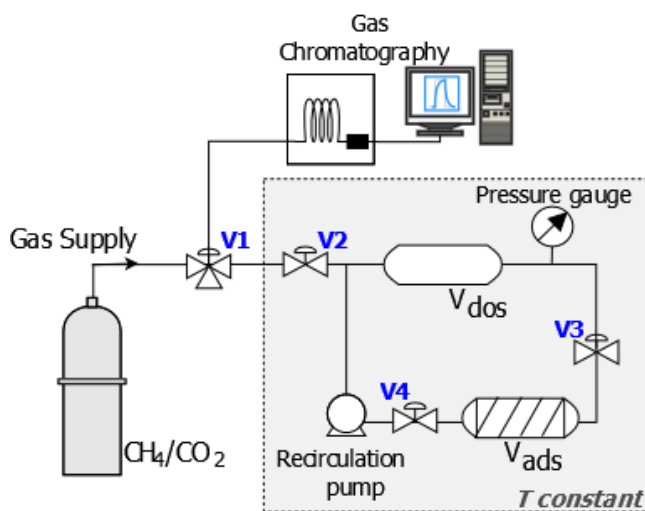 Gas
Chromatography
Pressure gauge
Gas Supply
V1
V2
Vdos
V3
V4
CH4/CO2
Recirculation
pump
Vads
T constant